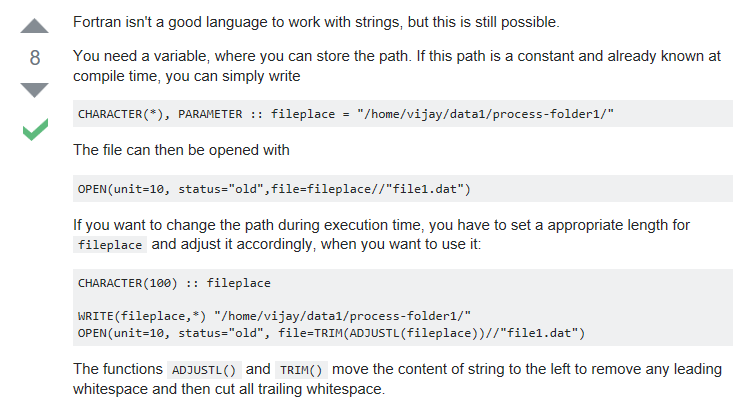 Fortran isn't a good language to work with strings, but this is still possible.
8
You need a variable, where you can store the path. If this path is a constant and already known at
compile time, you can simply write
CHARACTER(*), PARAMETER :: fileplace = "/home/vijay/data1/process-folder1/"
The file can then be opened with
OPEN(unit=10, status="old",file=fileplace//"file1.dat")
If you want to change the path during execution time, you have to set a appropriate length for
fileplace and adjust it accordingly, when you want to use it:
CHARACTER(100) :: fileplace
WRITE(fileplace,*) "/home/vijay/data1/process-folder1/"
OPEN(unit=10, status="old", file=TRIM(ADJUSTL(fileplace))//"file1.dat")
The functions ADJUSTL() and TRIM() move the content of string to the left to remove any leading
whitespace and then cut all trailing whitespace.